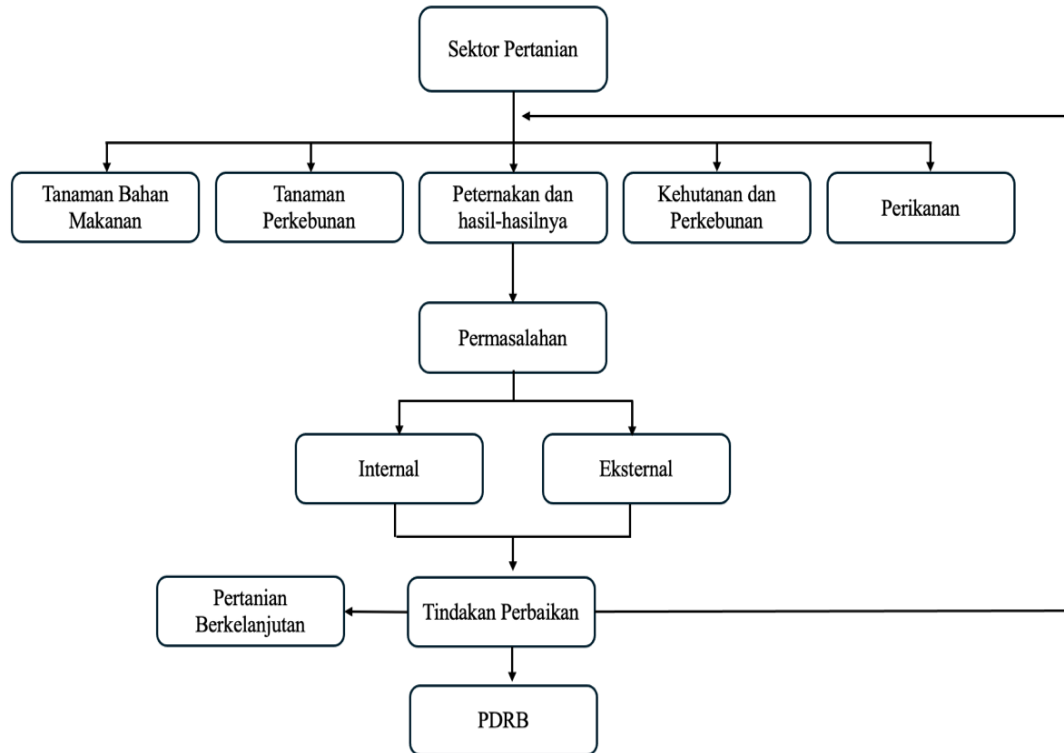 Sektor Pertanian
Tanaman Bahan
Makanan
Tanaman
Perkebunan
Peternakan dan
hasil-hasilnya
Kehutanan dan
Perkebunan
Perikanan
Permasalahan
Internal
Eksternal
Pertanian
Berkelanjutan
Tindakan Perbaikan
PDRB